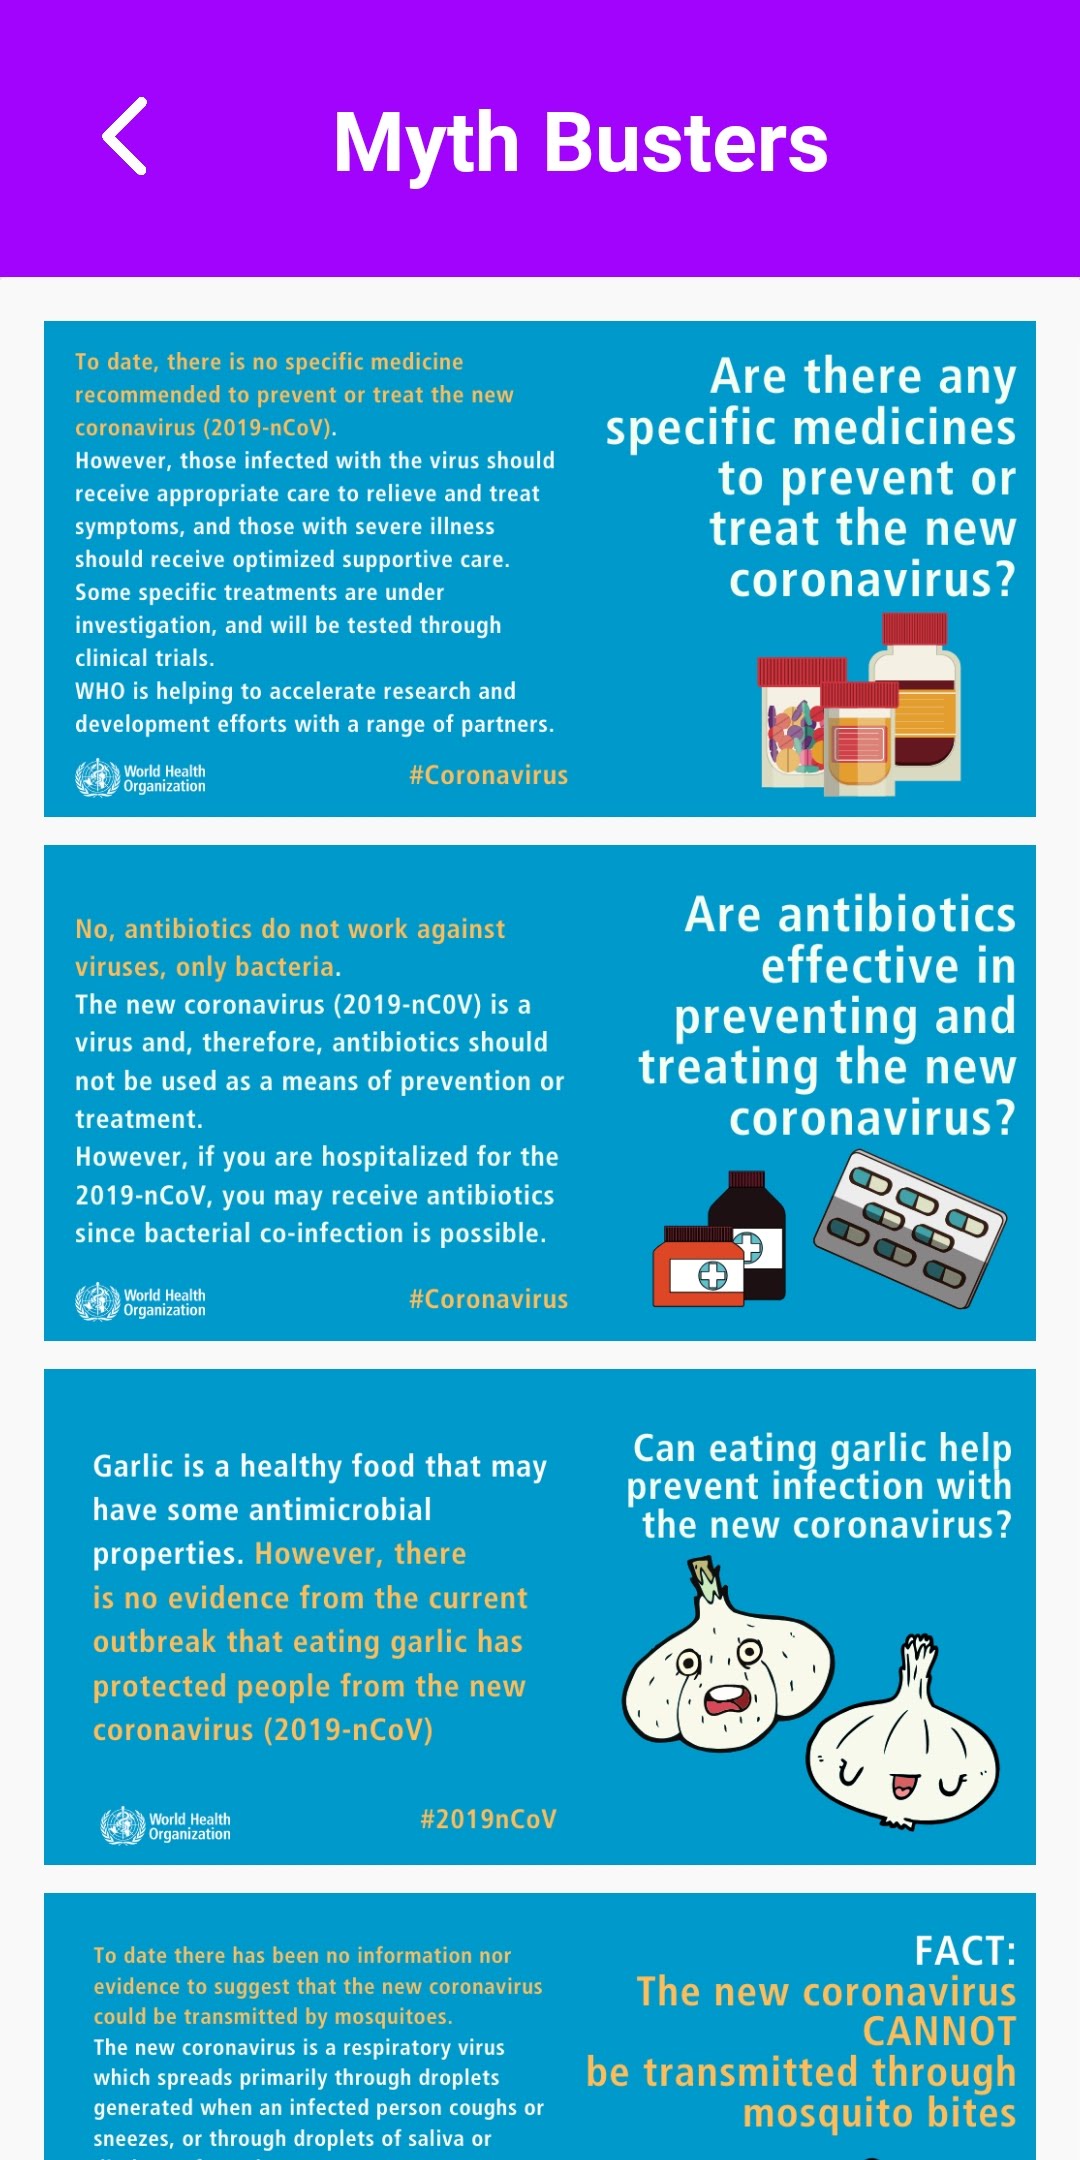 Myth Busters
To date, there is no specific medicine
recommended to prevent or treat the new
coronavirus (2019-nCoV).
However, those infected with the virus should
receive appropriate care to relieve and treat
symptoms, and those with severe illness
should receive optimized supportive care.
Some specific treatments are under
investigation, and will be tested through
clinical trials.
WHO is helping to accelerate research and
development efforts with a range of partners.
World Health
Organization
#Coronavirus
Are there any
specific medicines
to prevent or
treat the new
coronavirus?
No, antibiotics do not work against
viruses, only bacteria.
The new coronavirus (2019-nC0V) is a
virus and, therefore, antibiotics should
not be used as a means of prevention or
treatment.
However, if you are hospitalized for the
2019-nCoV, you may receive antibiotics
since bacterial co-infection is possible.
World Health
Organization
#Coronavirus
Are antibiotics
effective in
preventing and
treating the new
coronavirus?
Garlic is a healthy food that may
have some antimicrobial
properties. However, there
is no evidence from the current
outbreak that eating garlic has
protected people from the new
coronavirus (2019-nCoV)
World Health
Organization
#2019nCoV
Can eating garlic help
prevent infection with
the new coronavirus?
To date there has been no information nor
evidence to suggest that the new coronavirus
could be transmitted by mosquitoes.
The new coronavirus is a respiratory virus
which spreads primarily through droplets
generated when an infected person coughs or
sneezes, or through droplets of saliva or
FACT:
The new coronavirus
CANNOT
be transmitted through
mosquito bites